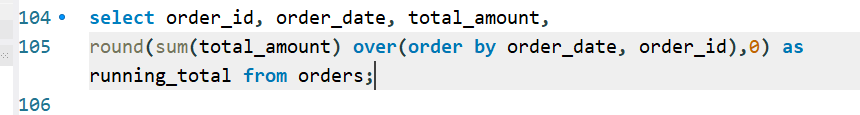 104 select order_id, order_date, total_amount,
105 round(sum(total_amount) over(order by order_date, order_id),0) as
running_total from orders;
106